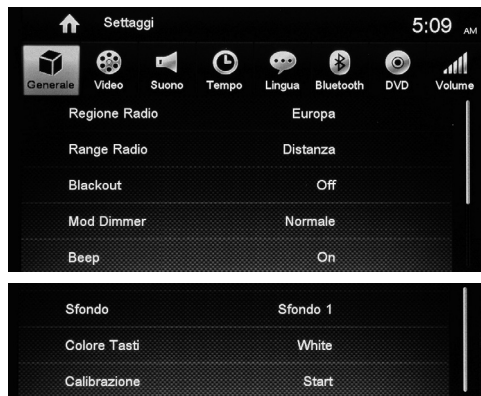 Settaggi 5:09 AM
Generale Video Suono Tempo Lingua Bluetooth DVD Volume
Regione Radio Europa
Range Radio Distanza
Blackout Off
Mod Dimmer Normale
Beep On
Sfondo Sfondo 1
Colore Tasti White
Calibrazione Start